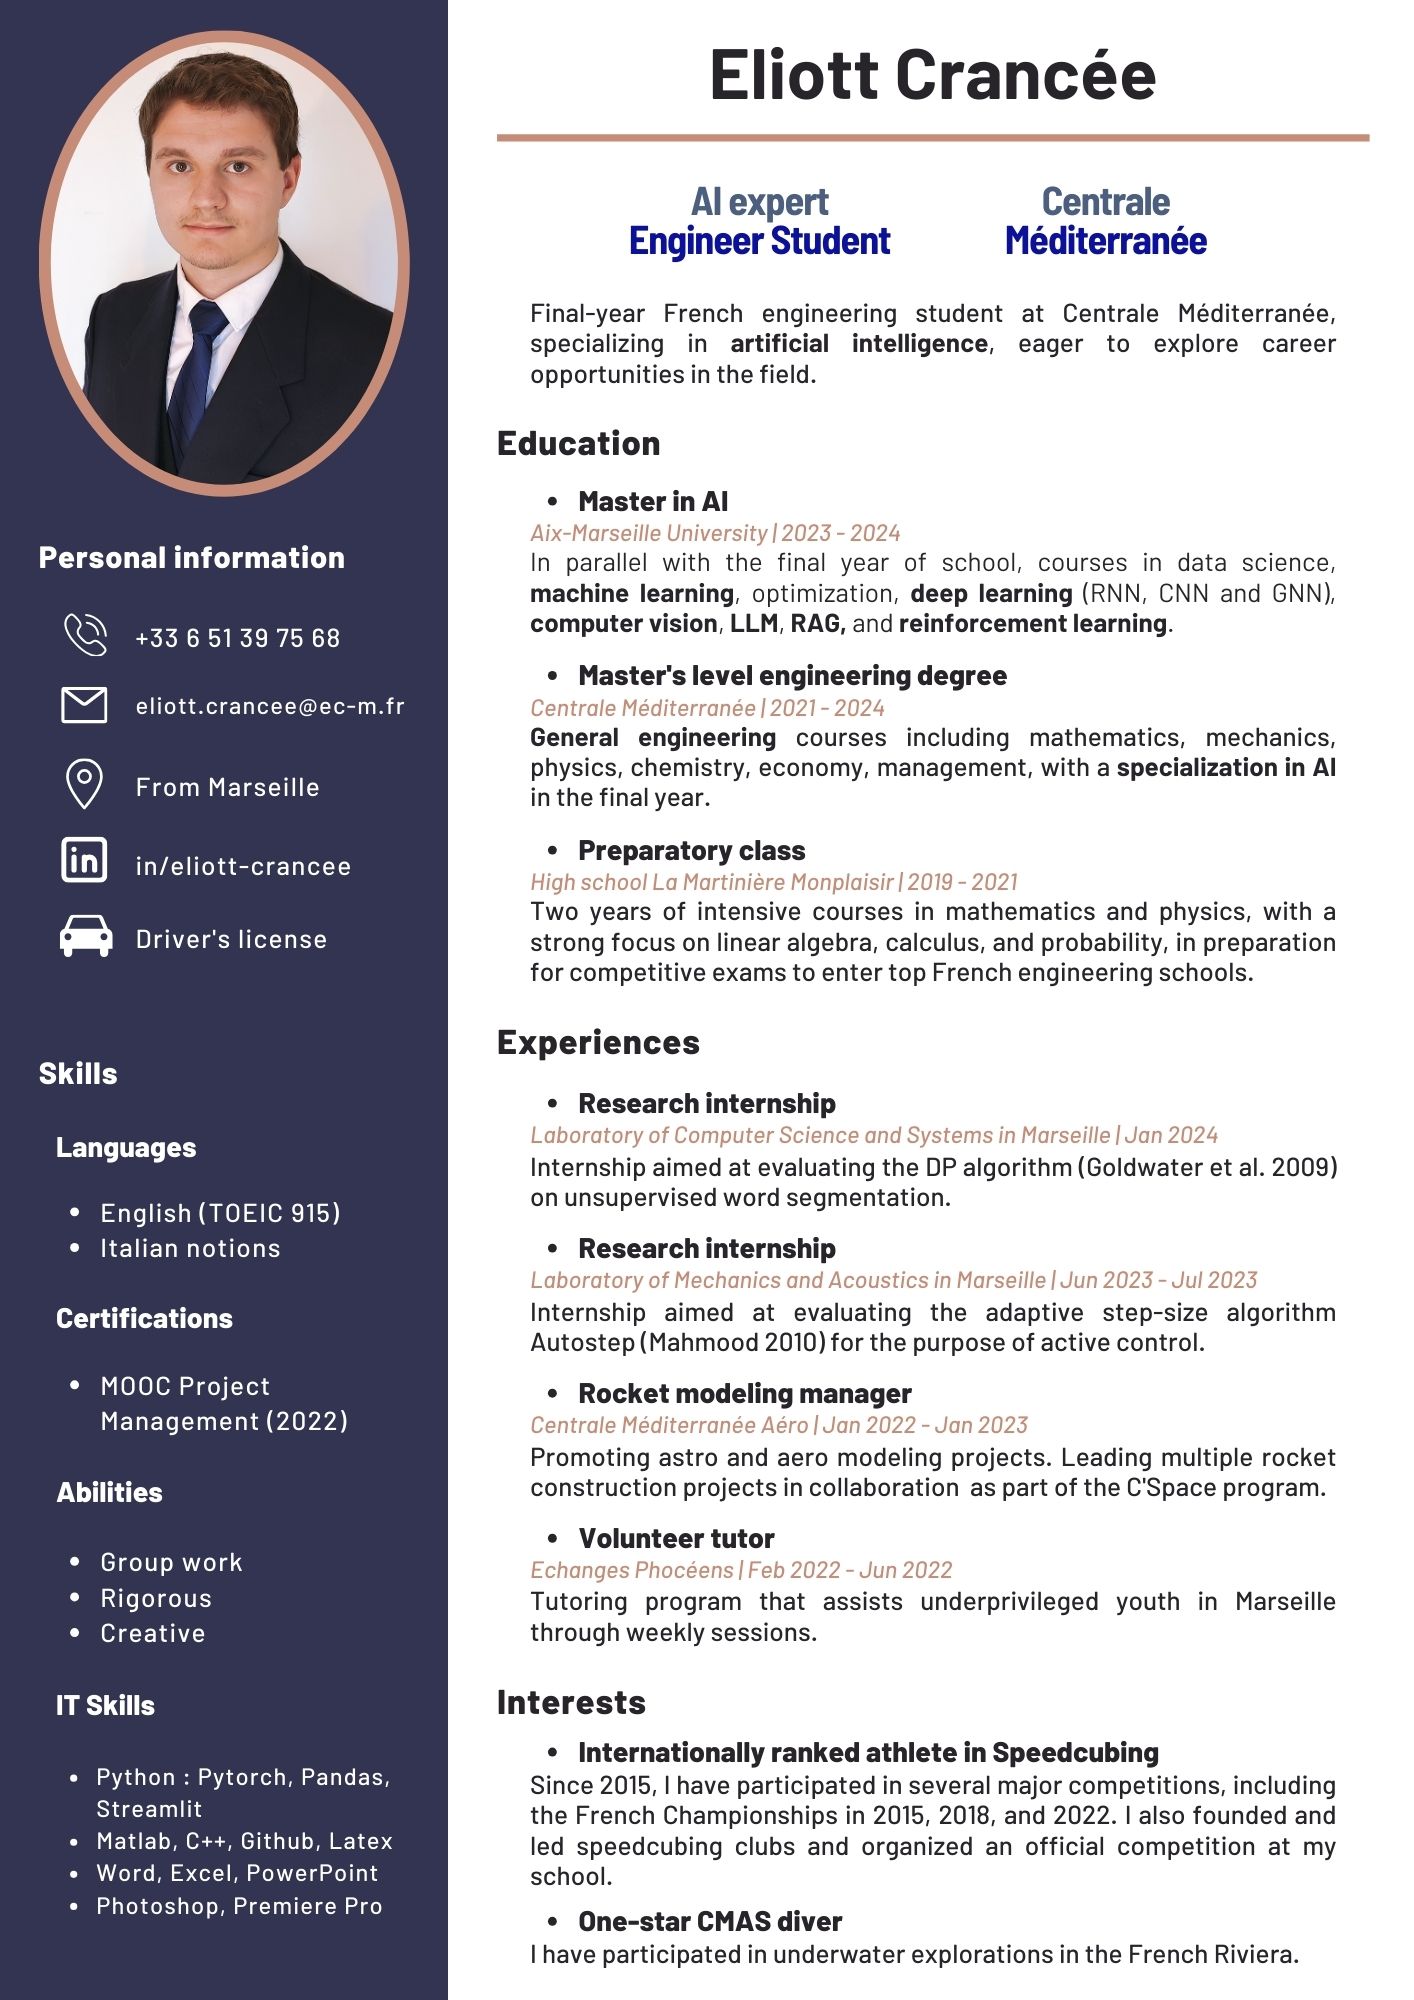 Eliott Crancée
AI expert
Engineer Student
Centrale
Méditerranée
Final-year French engineering student at Centrale Méditerranée,
specializing in artificial intelligence, eager to explore career
opportunities in the field.
Education
• Master in AI
Aix-Marseille University | 2023 - 2024
In parallel with the final year of school, courses in data science,
machine learning, optimization, deep learning (RNN, CNN and GNN),
computer vision, LLM, RAG, and reinforcement learning.
• Master's level engineering degree
Centrale Méditerranée | 2021 - 2024
General engineering courses including mathematics, mechanics,
physics, chemistry, economy, management, with a specialization in AI
in the final year.
• Preparatory class
High school La Martinière Monplaisir | 2019 - 2021
Two years of intensive courses in mathematics and physics, with a
strong focus on linear algebra, calculus, and probability, in preparation
for competitive exams to enter top French engineering schools.
Experiences
• Research internship
Laboratory of Computer Science and Systems in Marseille | Jan 2024
Internship aimed at evaluating the DP algorithm (Goldwater et al. 2009)
on unsupervised word segmentation.
• Research internship
Laboratory of Mechanics and Acoustics in Marseille | Jun 2023 - Jul 2023
Internship aimed at evaluating the adaptive step-size algorithm
Autostep (Mahmood 2010) for the purpose of active control.
• Rocket modeling manager
Centrale Méditerranée Aéro | Jan 2022 - Jan 2023
Promoting astro and aero modeling projects. Leading multiple rocket
construction projects in collaboration as part of the C'Space program.
• Volunteer tutor
Echanges Phocéens | Feb 2022 - Jun 2022
Tutoring program that assists underprivileged youth in Marseille
through weekly sessions.
Interests
• Internationally ranked athlete in Speedcubing
Since 2015, I have participated in several major competitions, including
the French Championships in 2015, 2018, and 2022. I also founded and
led speedcubing clubs and organized an official competition at my
school.
• One-star CMAS diver
I have participated in underwater explorations in the French Riviera.
Personal information
+33 6 51 39 75 68
eliott.crancee@ec-m.fr
From Marseille
in
in/eliott-crancee
Driver's license
Skills
Languages
• English (TOEIC 915)
• Italian notions
Certifications
• MOOC Project
Management (2022)
Abilities
• Group work
• Rigorous
• Creative
IT Skills
• Python : Pytorch, Pandas,
Streamlit
• Matlab, C++, Github, Latex
• Word, Excel, PowerPoint
• Photoshop, Premiere Pro